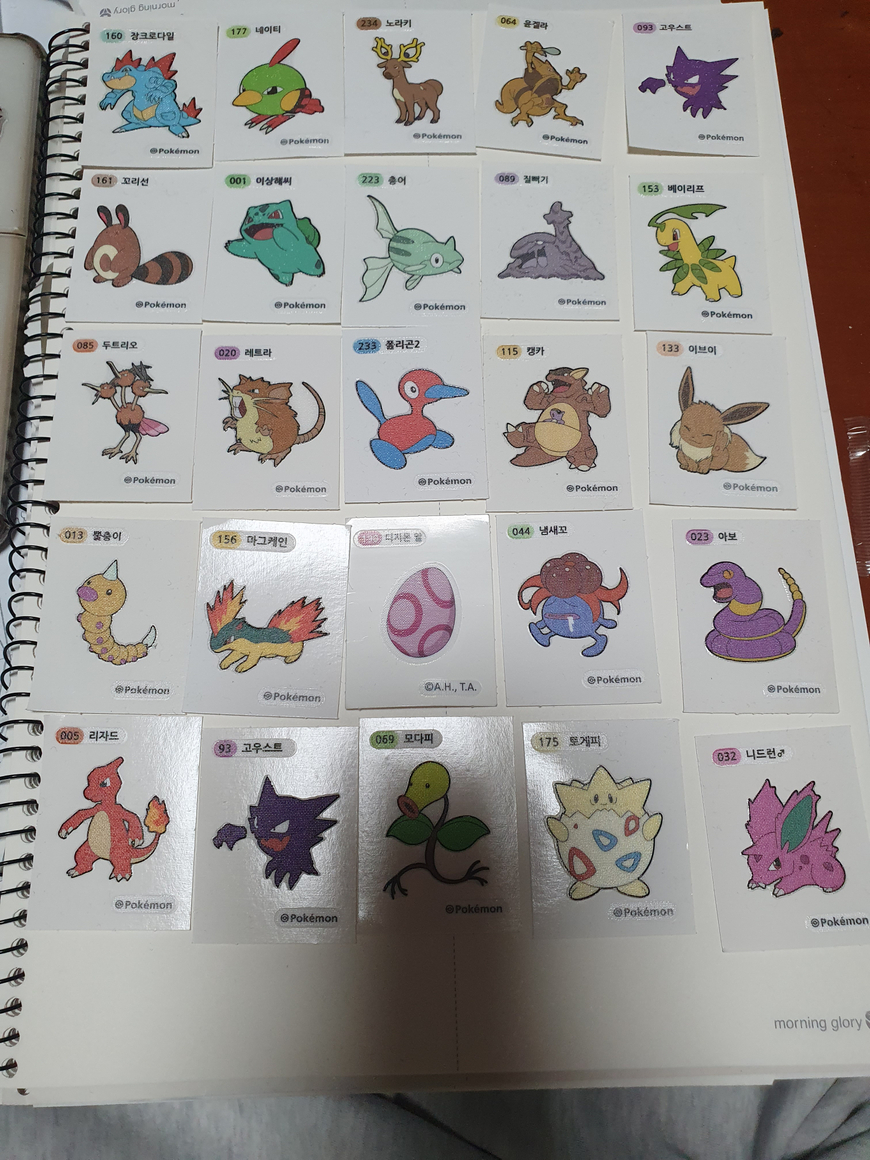 morning glory
160 장크로다일
177 네이티
234 노라키
064 윤겔라
093 고우스트
Pokémon
Pokémon
Pokémon
Pokémon
Pokémon
161 꼬리선
001 이상해씨
223 총어
089 질뻐기
153 베이리프
Pokémon
Pokémon
Pokémon
Pokémon
Pokémon
085 두트리오
020 레트라
233 폴리곤2
115 캥카
133 이브이
Pokémon
Pokémon
Pokémon
Pokémon
Pokémon
013 뿔충이
156 마그케인
디지몬 알
044 냄새꼬
023 아보
Pokémon
Pokémon
©A.H., T.A.
Pokémon
Pokémon
005 리자드
93 고우스트
069 모다피
175 토게피
032 니드런♂
Pokémon
Pokémon
Pokémon
Pokémon
Pokémon
morning glory